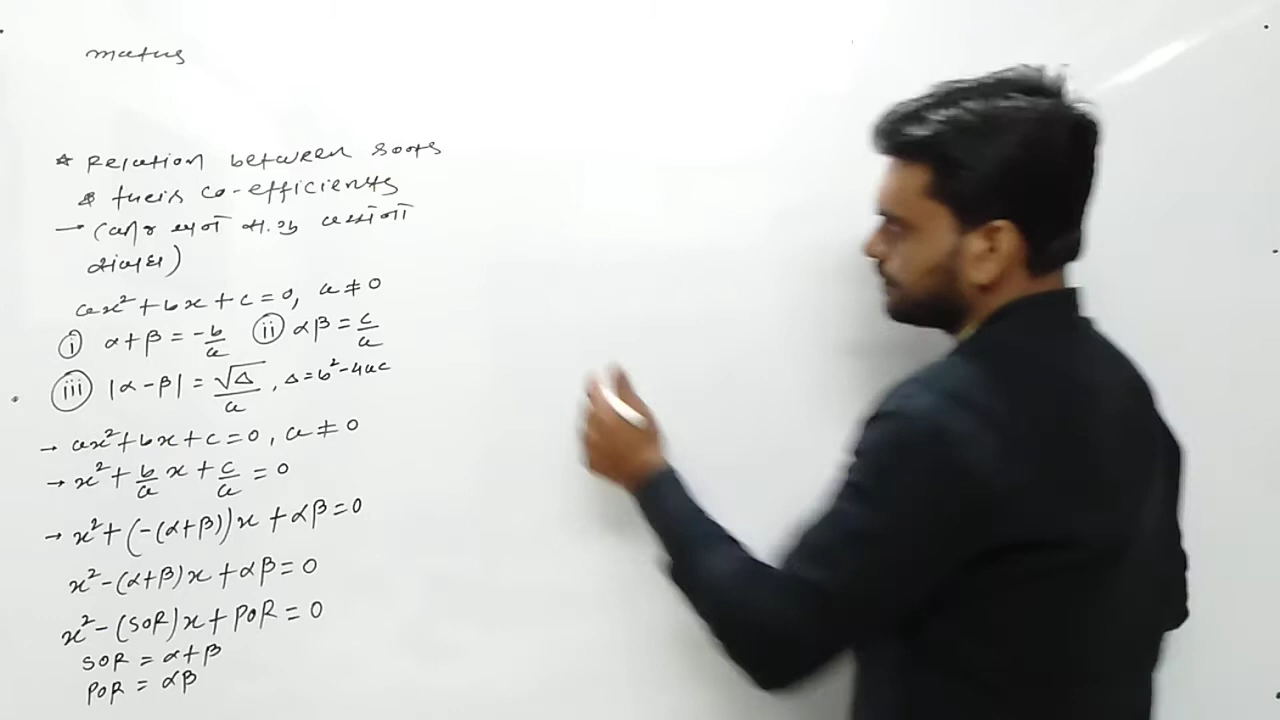 maths
☆ Relation between roots
& their co-efficients
ax² + bx + c = 0, a ≠ 0
(i) α + β = -b/a (ii) αβ = c/a
(iii) |α - β| = √Δ/a, Δ = b² - 4ac
→ ax² + bx + c = 0, a ≠ 0
→ x² + b/a x + c/a = 0
→ x² + (-(α+β))x + αβ = 0
x² - (α+β)x + αβ = 0
x² - (SOR)x + POR = 0
SOR = α + β
POR = αβ